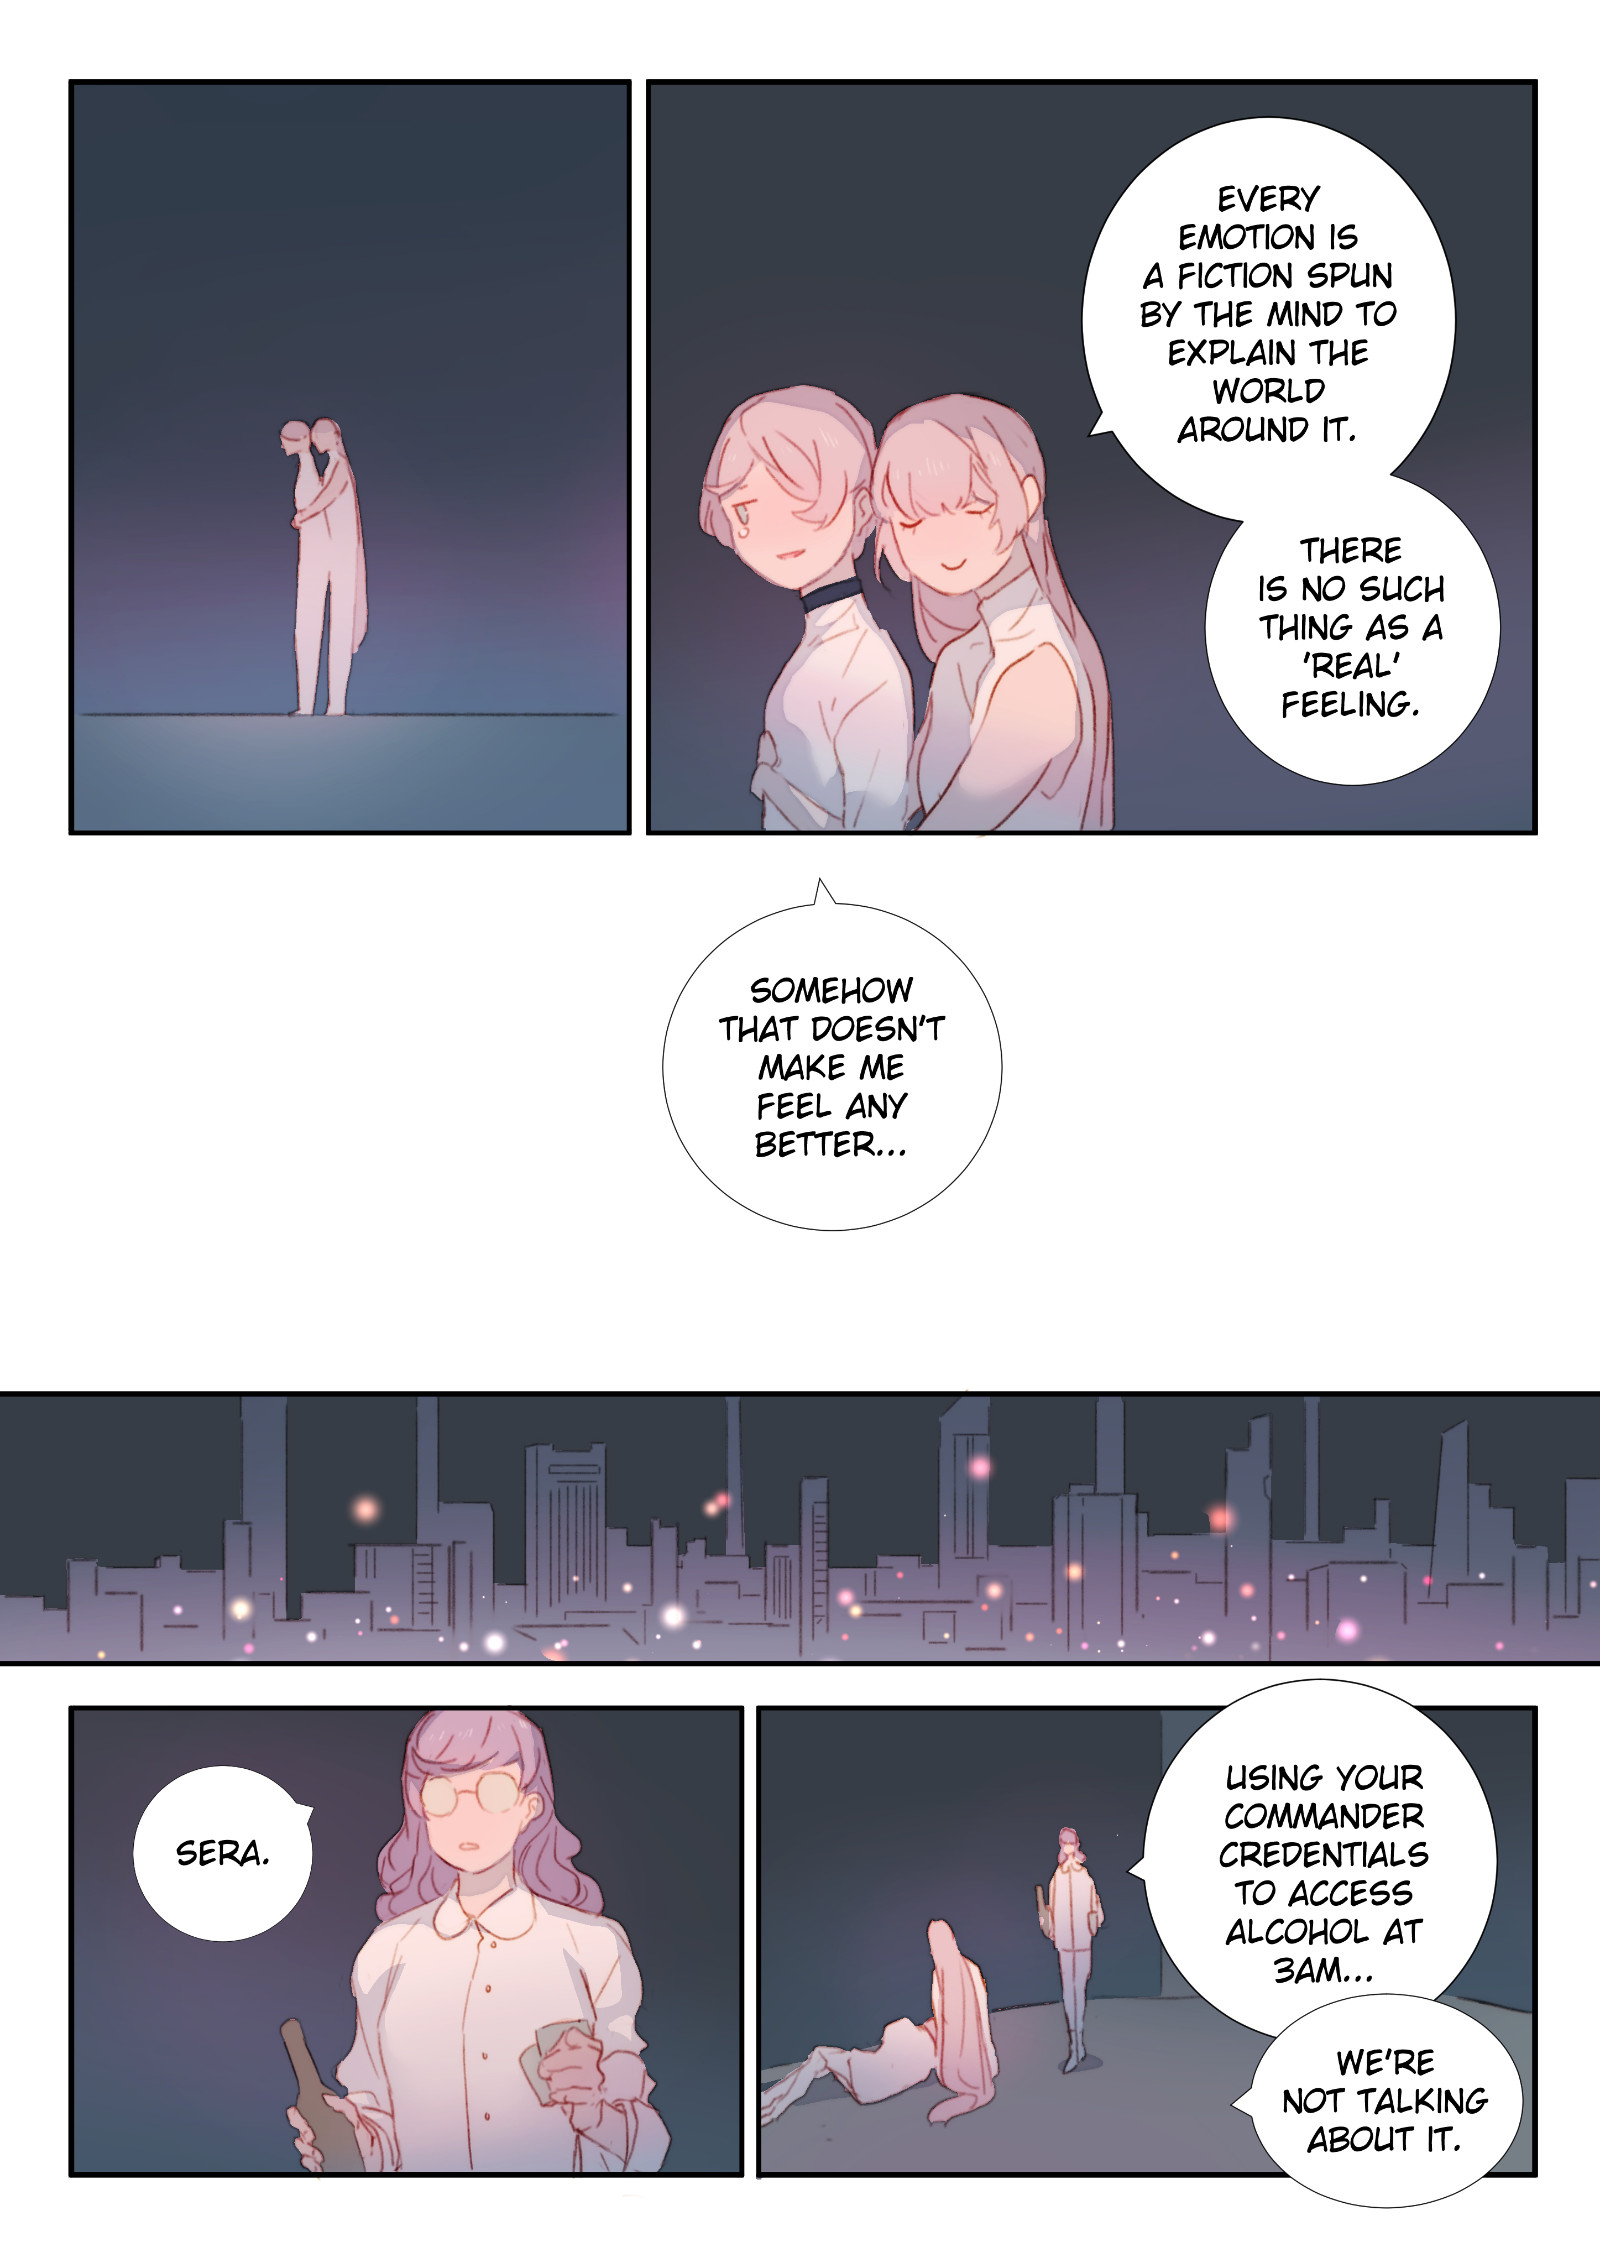 EVERY
EMOTION IS
A FICTION SPUN
BY THE MIND TO
EXPLAIN THE
WORLD
AROUND IT.
THERE
IS NO SUCH
THING AS A
'REAL'
FEELING.
SOMEHOW
THAT DOESN'T
MAKE ME
FEEL ANY
BETTER...
SERA.
USING YOUR
COMMANDER
CREDENTIALS
TO ACCESS
ALCOHOL AT
3AM...
WE'RE
NOT TALKING
ABOUT IT.